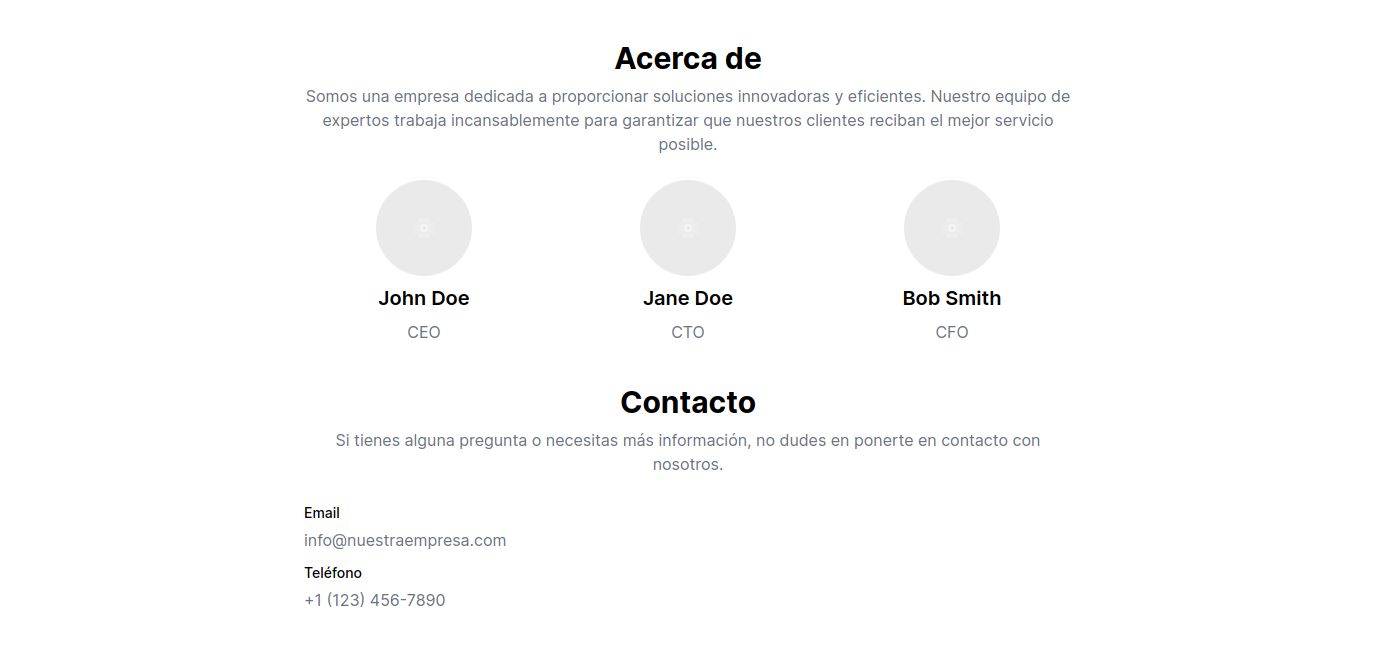 Acerca de
Somos una empresa dedicada a proporcionar soluciones innovadoras y eficientes. Nuestro equipo de
expertos trabaja incansablemente para garantizar que nuestros clientes reciban el mejor servicio
posible.
John Doe
Jane Doe
Bob Smith
CEO
CTO
CFO
Contacto
Si tienes alguna pregunta o necesitas más información, no dudes en ponerte en contacto con
nosotros.
Email
info@nuestraempresa.com
Teléfono
+1 (123) 456-7890